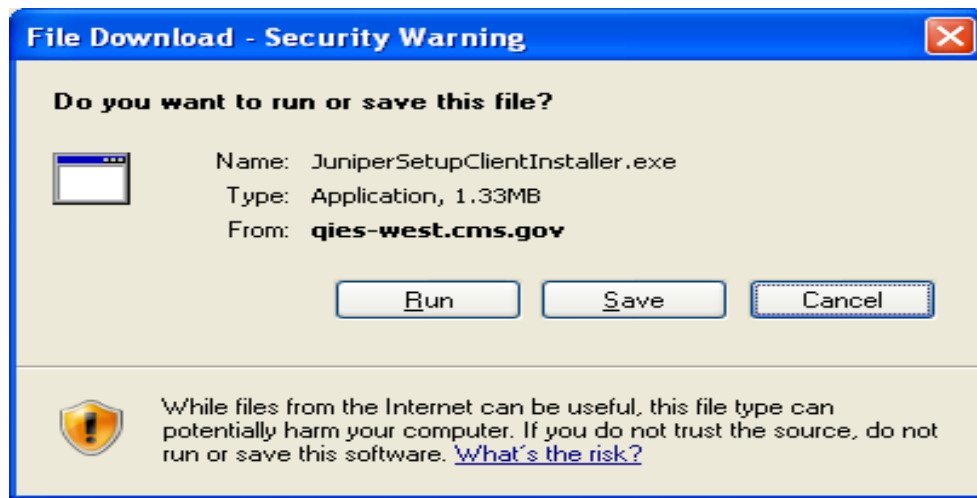 File Download - Security Warning
Do you want to run or save this file?
Name: JuniperSetupClientInstaller.exe
Type: Application, 1.33MB
From: qies-west.cms.gov
Run Save Cancel
While files from the Internet can be useful, this file type can
potentially harm your computer. If you do not trust the source, do not
run or save this software. What's the risk?